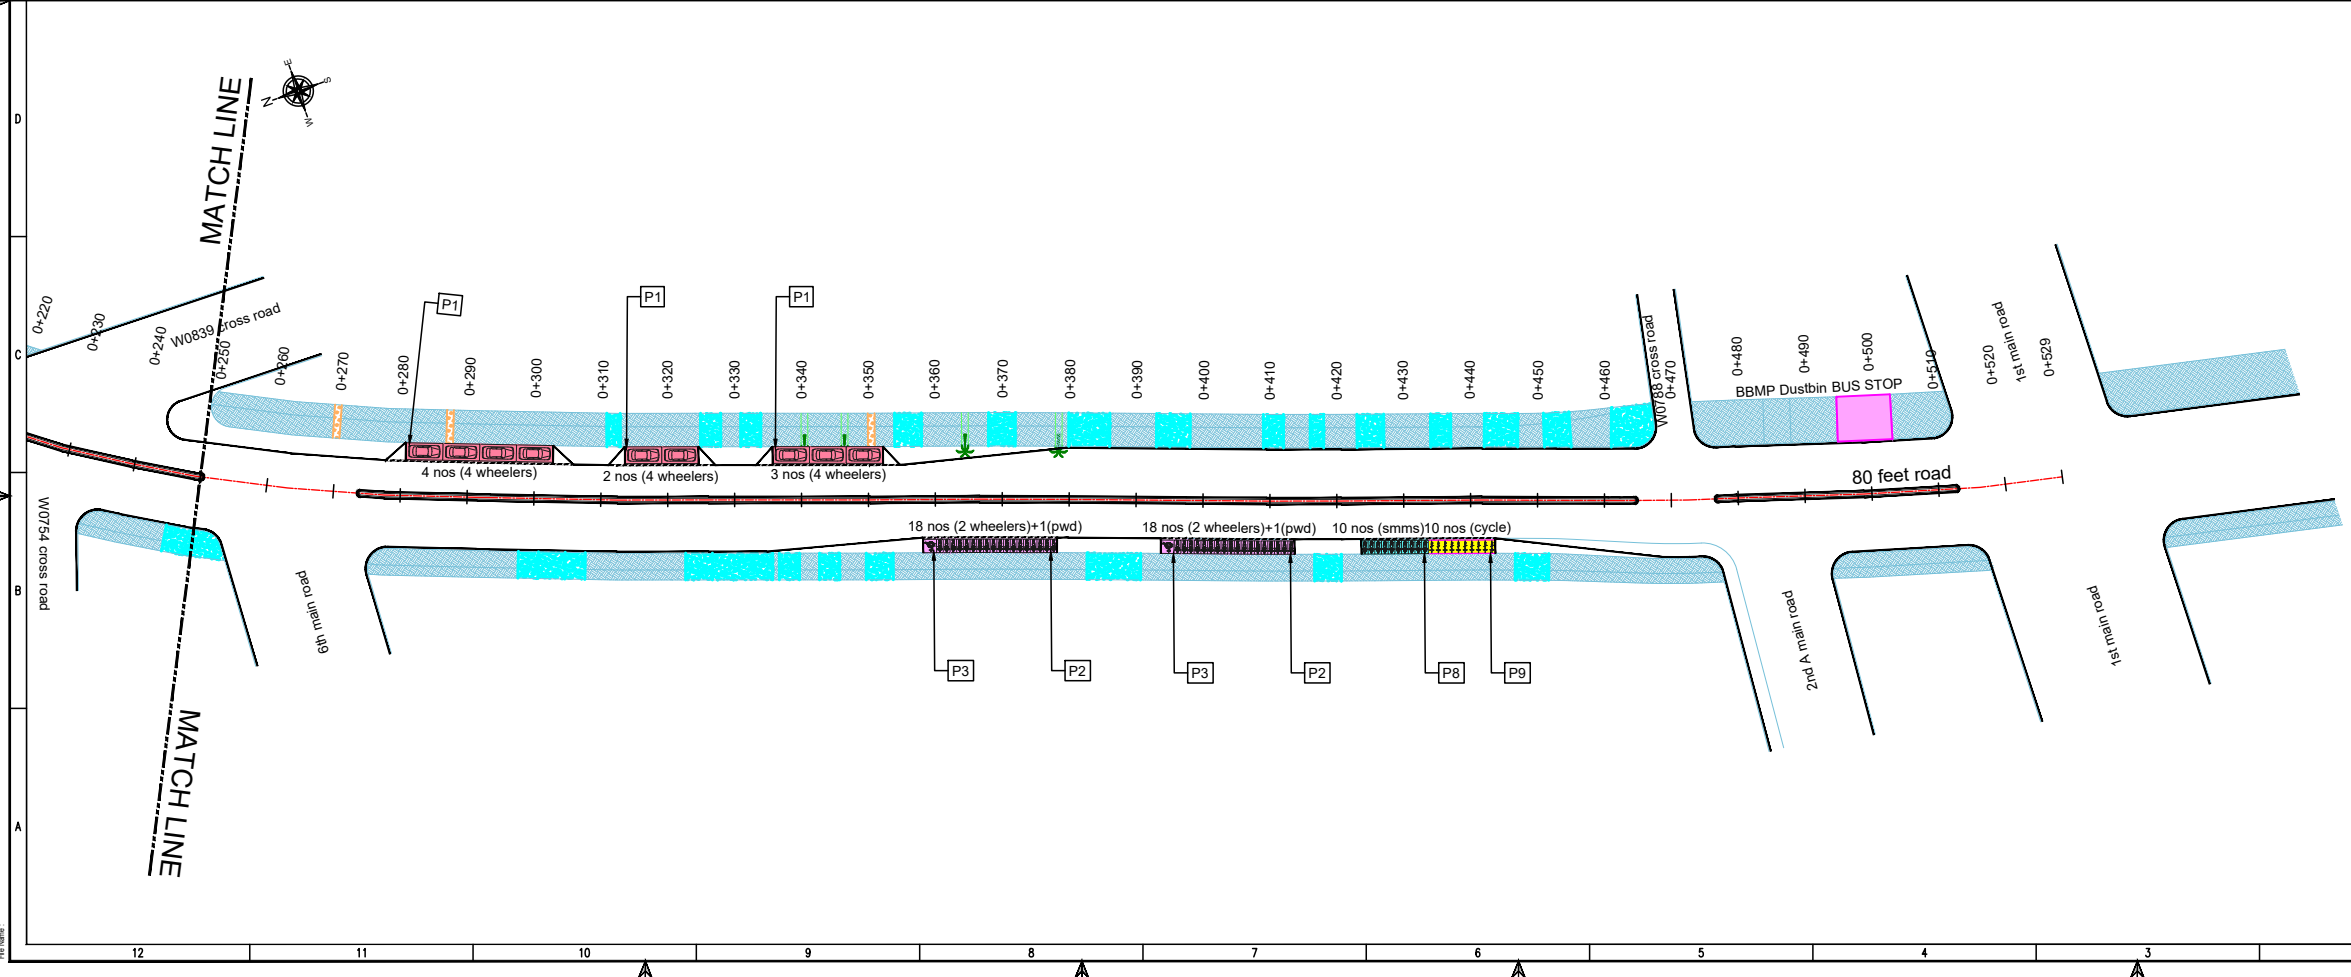 D
C
B
A
E
S
N
W
MATCH LINE
0+220
0+230
0+240
W0839 cross road
0+250
0+260
0+270
0+280
0+290
0+300
0+310
0+320
0+330
0+340
0+350
0+360
0+370
0+380
0+390
0+400
0+410
0+420
0+430
0+440
0+450
0+460
W0788 cross road
0+470
0+480
0+490
0+500
0+510
0+520
1st main road
0+529
P1
P1
P1
BBMP Dustbin BUS STOP
4 nos (4 wheelers)
2 nos (4 wheelers)
3 nos (4 wheelers)
80 feet road
18 nos (2 wheelers)+1(pwd)
18 nos (2 wheelers)+1(pwd)
10 nos (smms)10 nos (cycle)
W0754 cross road
6th main road
2nd A main road
1st main road
P3
P2
P3
P2
P8
P9
MATCH LINE
File Name :
12
11
10
9
8
7
6
5
4
3